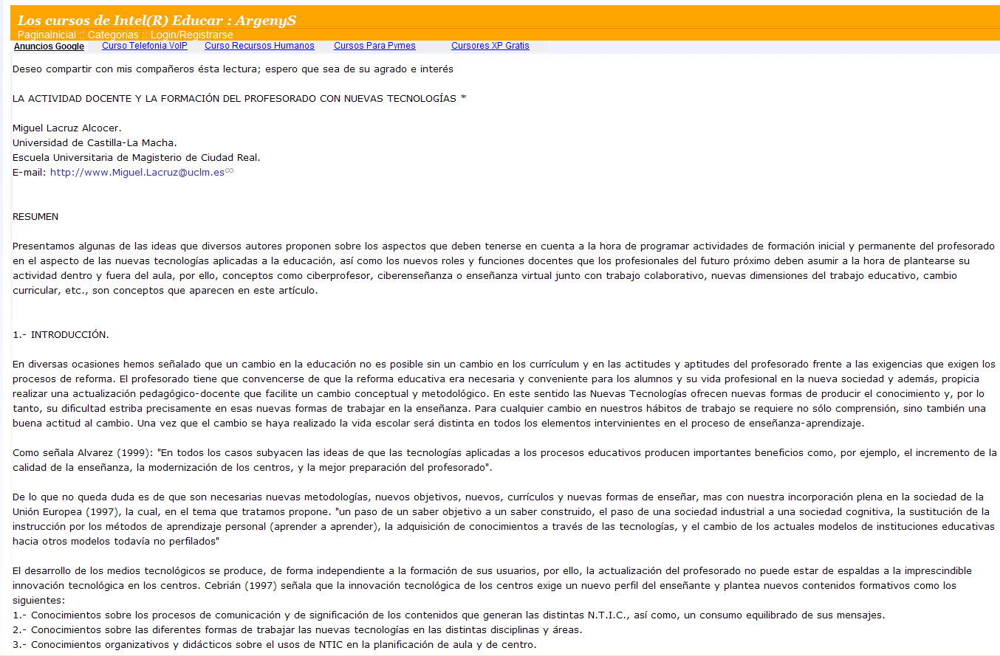 Los cursos de Intel(R) Educar : ArgenyS
PaginaInicial :: Categorias :: Login/Registrarse
Anuncios Google Curso Telefonia VoIP Curso Recursos Humanos Cursos Para Pymes Cursores XP Gratis
Deseo compartir con mis compañeros ésta lectura; espero que sea de su agrado e interés
LA ACTIVIDAD DOCENTE Y LA FORMACIÓN DEL PROFESORADO CON NUEVAS TECNOLOGÍAS *
Miguel Lacruz Alcocer.
Universidad de Castilla-La Macha.
Escuela Universitaria de Magisterio de Ciudad Real.
E-mail: http://www.Miguel.Lacruz@uclm.es∞
RESUMEN
Presentamos algunas de las ideas que diversos autores proponen sobre los aspectos que deben tenerse en cuenta a la hora de programar actividades de formación inicial y permanente del profesorado
en el aspecto de las nuevas tecnologías aplicadas a la educación, así como los nuevos roles y funciones docentes que los profesionales del futuro próximo deben asumir a la hora de plantearse su
actividad dentro y fuera del aula, por ello, conceptos como ciberprofesor, ciberenseñanza o enseñanza virtual junto con trabajo colaborativo, nuevas dimensiones del trabajo educativo, cambio
curricular, etc., son conceptos que aparecen en este artículo.
1.- INTRODUCCIÓN.
En diversas ocasiones hemos señalado que un cambio en la educación no es posible sin un cambio en los currículum y en las actitudes y aptitudes del profesorado frente a las exigencias que exigen los
procesos de reforma. El profesorado tiene que convencerse de que la reforma educativa era necesaria y conveniente para los alumnos y su vida profesional en la nueva sociedad y además, propicia
realizar una actualización pedagógico-docente que facilite un cambio conceptual y metodológico. En este sentido las Nuevas Tecnologías ofrecen nuevas formas de producir el conocimiento y, por lo
tanto, su dificultad estriba precisamente en esas nuevas formas de trabajar en la enseñanza. Para cualquier cambio en nuestros hábitos de trabajo se requiere no sólo comprensión, sino también una
buena actitud al cambio. Una vez que el cambio se haya realizado la vida escolar será distinta en todos los elementos intervinientes en el proceso de enseñanza-aprendizaje.
Como señala Alvarez (1999): "En todos los casos subyacen las ideas de que las tecnologías aplicadas a los procesos educativos producen importantes beneficios como, por ejemplo, el incremento de la
calidad de la enseñanza, la modernización de los centros, y la mejor preparación del profesorado".
De lo que no queda duda es de que son necesarias nuevas metodologías, nuevos objetivos, nuevos, currículos y nuevas formas de enseñar, mas con nuestra incorporación plena en la sociedad de la
Unión Europea (1997), la cual, en el tema que tratamos propone. "un paso de un saber objetivo a un saber construido, el paso de una sociedad industrial a una sociedad cognitiva, la sustitución de la
instrucción por los métodos de aprendizaje personal (aprender a aprender), la adquisición de conocimientos a través de las tecnologías, y el cambio de los actuales modelos de instituciones educativas
hacia otros modelos todavía no perfilados"
El desarrollo de los medios tecnológicos se produce, de forma independiente a la formación de sus usuarios, por ello, la actualización del profesorado no puede estar de espaldas a la imprescindible
innovación tecnológica en los centros. Cebrián (1997) señala que la innovación tecnológica de los centros exige un nuevo perfil del enseñante y plantea nuevos contenidos formativos como los
siguientes:
1.- Conocimientos sobre los procesos de comunicación y de significación de los contenidos que generan las distintas N.T.I.C., así como, un consumo equilibrado de sus mensajes.
2.- Conocimientos sobre las diferentes formas de trabajar las nuevas tecnologías en las distintas disciplinas y áreas.
3.- Conocimientos organizativos y didácticos sobre el usos de NTIC en la planificación de aula y de centro.